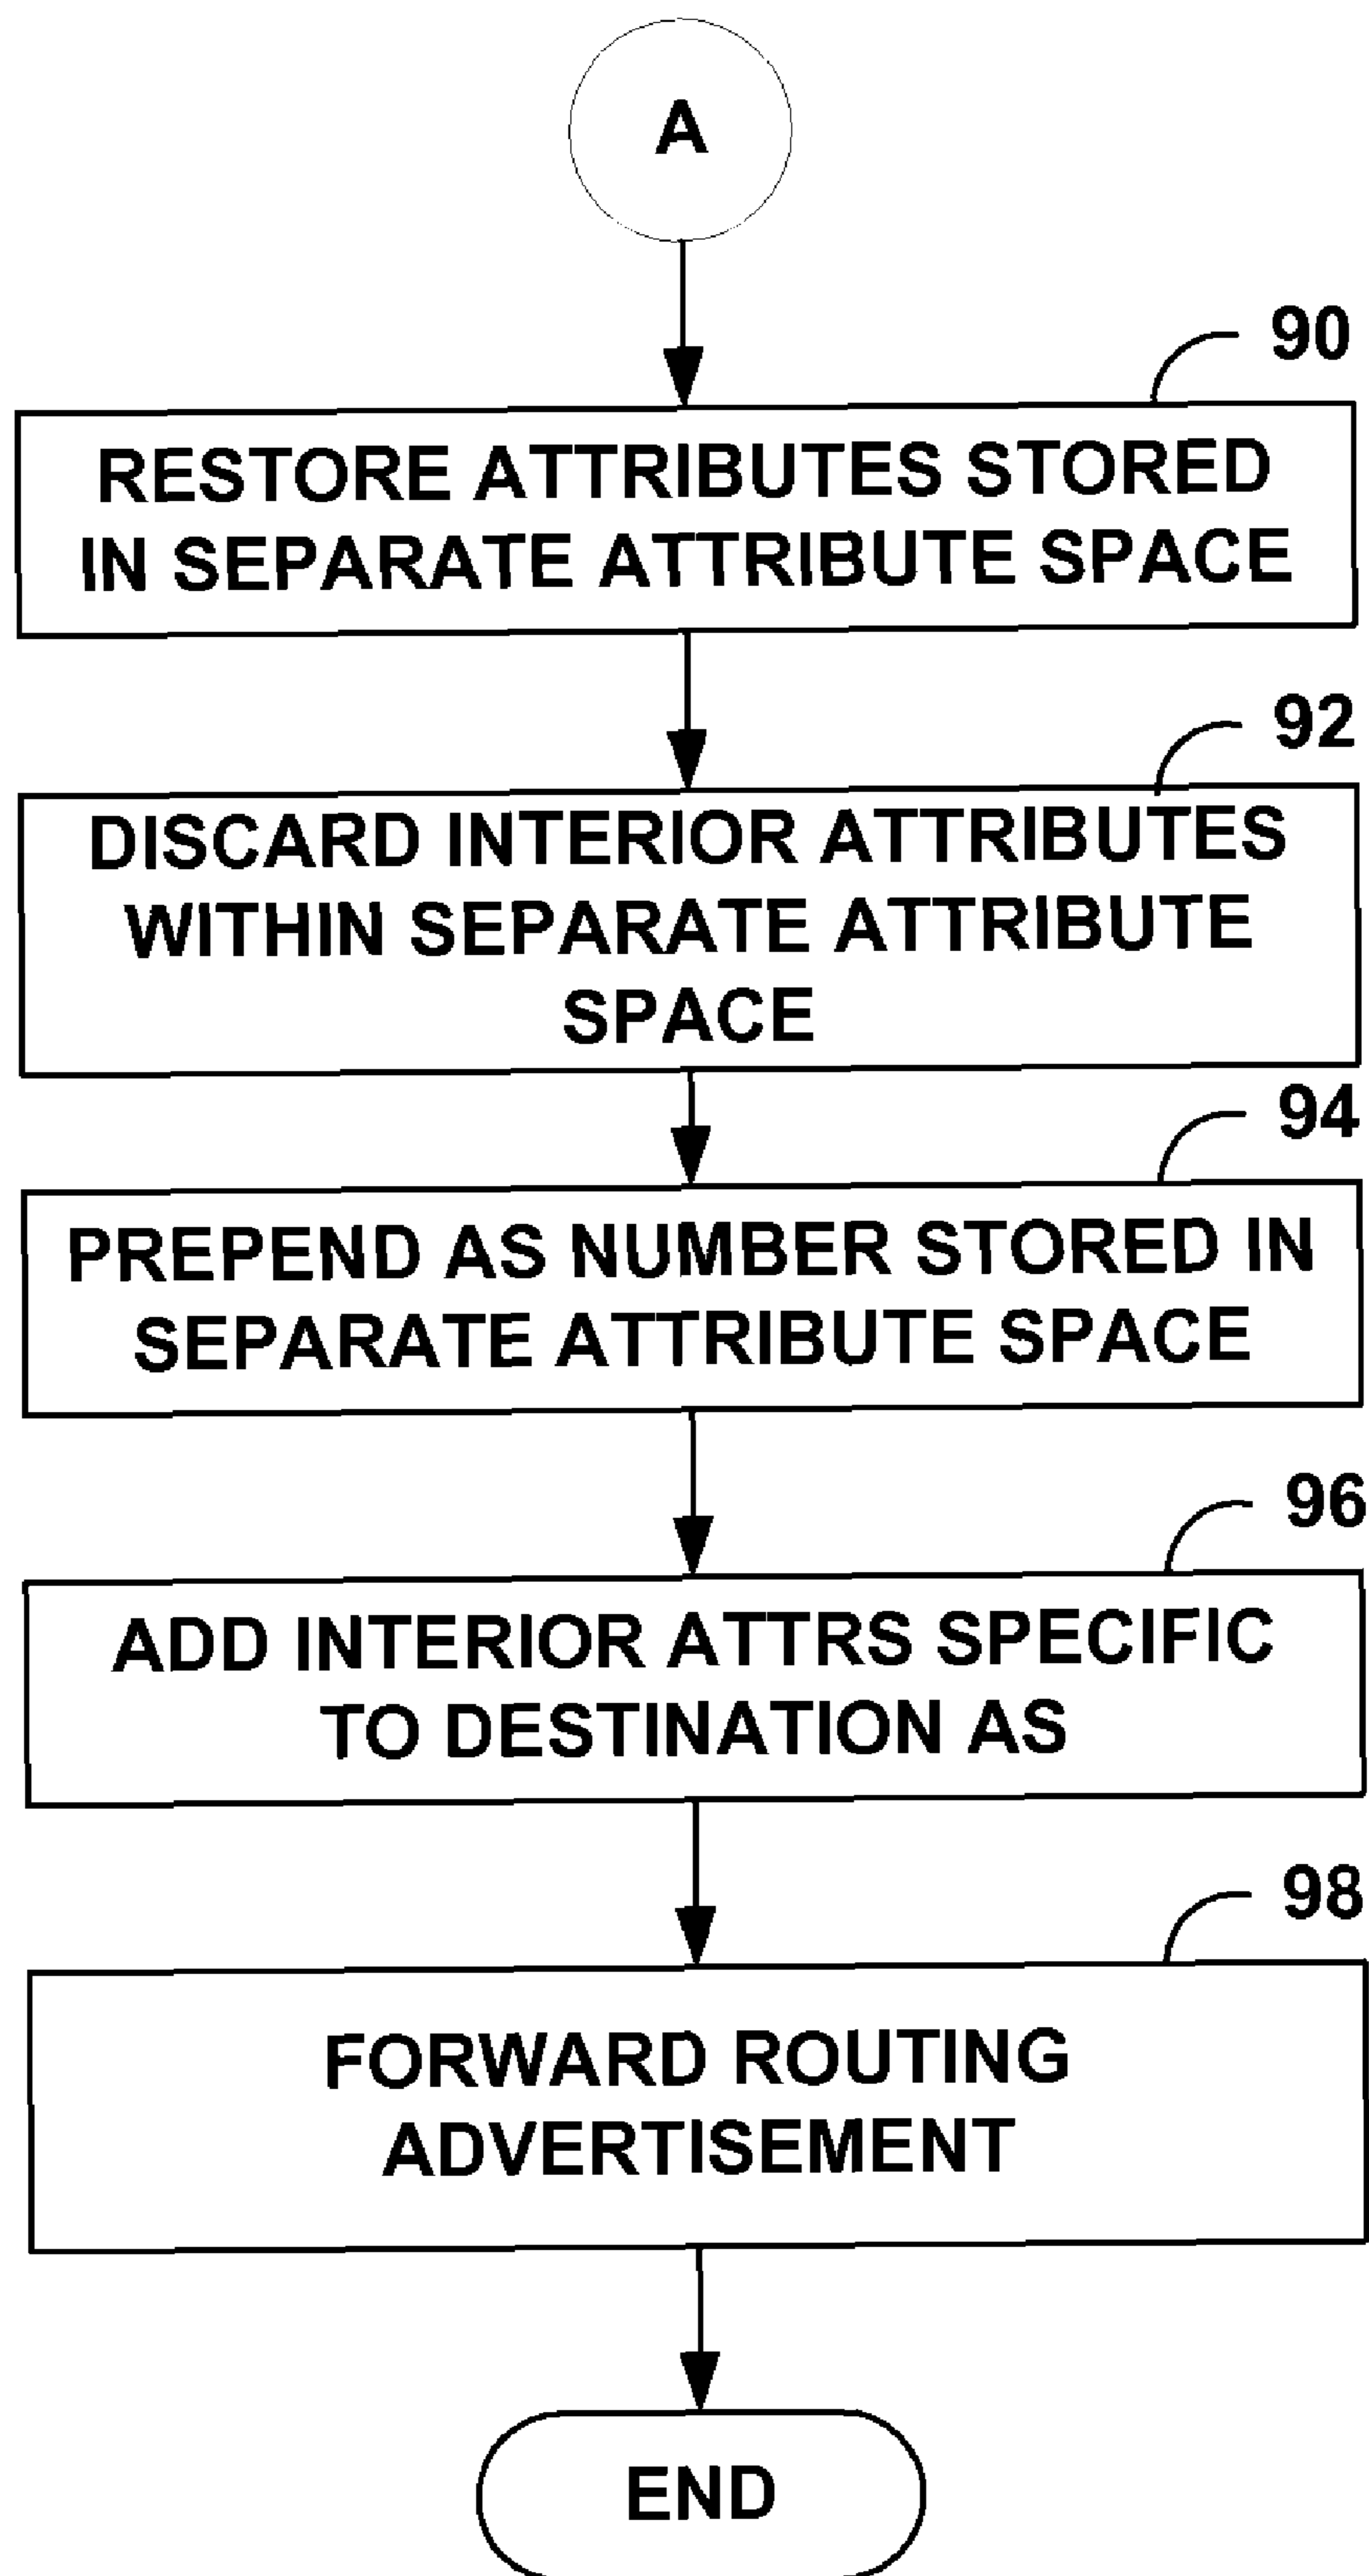 A
90
RESTORE ATTRIBUTES STORED
IN SEPARATE ATTRIBUTE SPACE
92
DISCARD INTERIOR ATTRIBUTES
WITHIN SEPARATE ATTRIBUTE
SPACE
94
PREPEND AS NUMBER STORED IN
SEPARATE ATTRIBUTE SPACE
96
ADD INTERIOR ATTRS SPECIFIC
TO DESTINATION AS
98
FORWARD ROUTING
ADVERTISEMENT
END